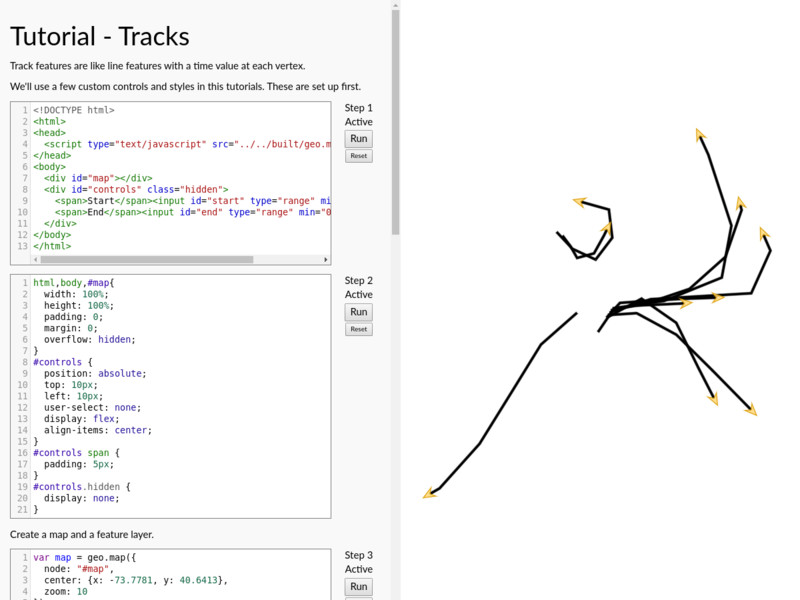 Tutorial - Tracks
Track features are like line features with a time value at each vertex.
We'll use a few custom controls and styles in this tutorials. These are set up first.
1 <!DOCTYPE html>
2 <html>
3 <head>
4 <script type="text/javascript" src="../../built/geo.m
5 </head>
6 <body>
7 <div id="map"></div>
8 <div id="controls" class="hidden">
9 <span>Start</span><input id="start" type="range" mi
10 <span>End</span><input id="end" type="range" min="0
11 </div>
12 </body>
13 </html>
Step 1
Active
Run
Reset
1 html,body,#map{
2 width: 100%;
3 height: 100%;
4 padding: 0;
5 margin: 0;
6 overflow: hidden;
7 }
8 #controls {
9 position: absolute;
10 top: 10px;
11 left: 10px;
12 user-select: none;
13 display: flex;
14 align-items: center;
15 }
16 #controls span {
17 padding: 5px;
18 }
19 #controls.hidden {
20 display: none;
21 }
Step 2
Active
Run
Reset
Create a map and a feature layer.
1 var map = geo.map({
2 node: "#map",
3 center: {x: -73.7781, y: 40.6413},
4 zoom: 10
Step 3
Active
Run